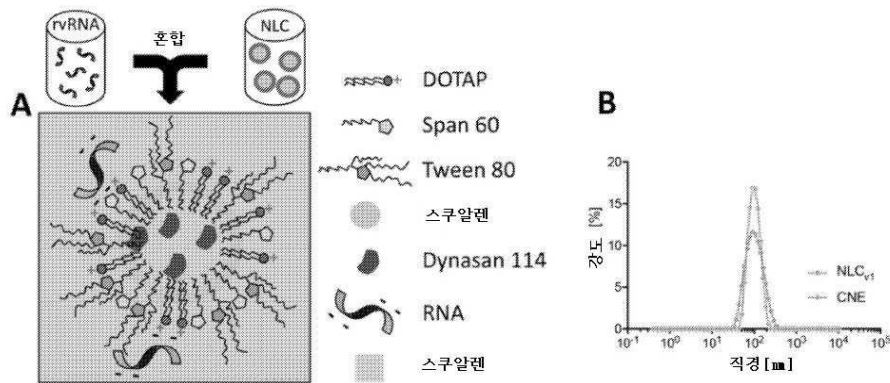 rvRNA
혼합
NLC
A
DOTAP
Span 60
Tween 80
스쿠알렌
Dynasan 114
RNA
스쿠알렌
B
강도 [%]
20
15
10
5
0
NLCv1
CNE
10-1
100
101
102
103
104
105
직경 [nm]